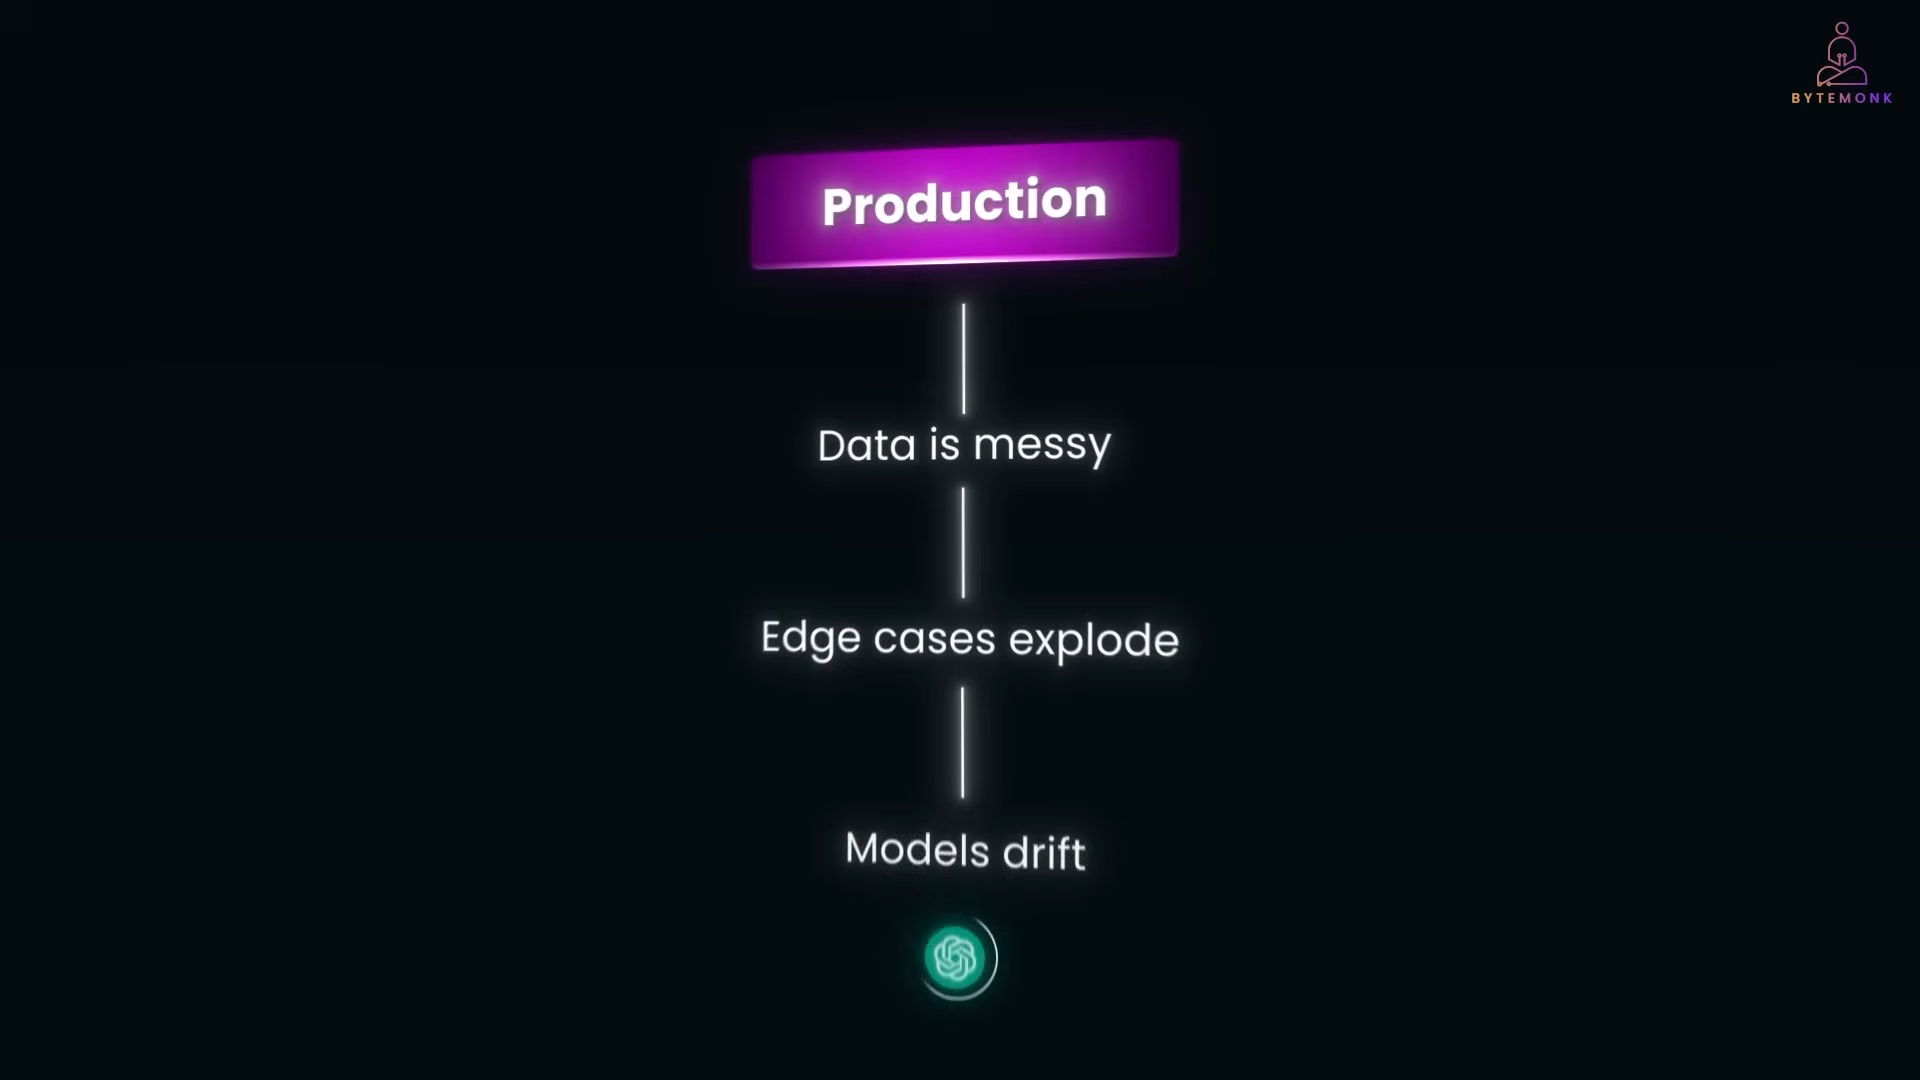 BYTEMONK
Production
Data is messy
Edge cases explode
Models drift